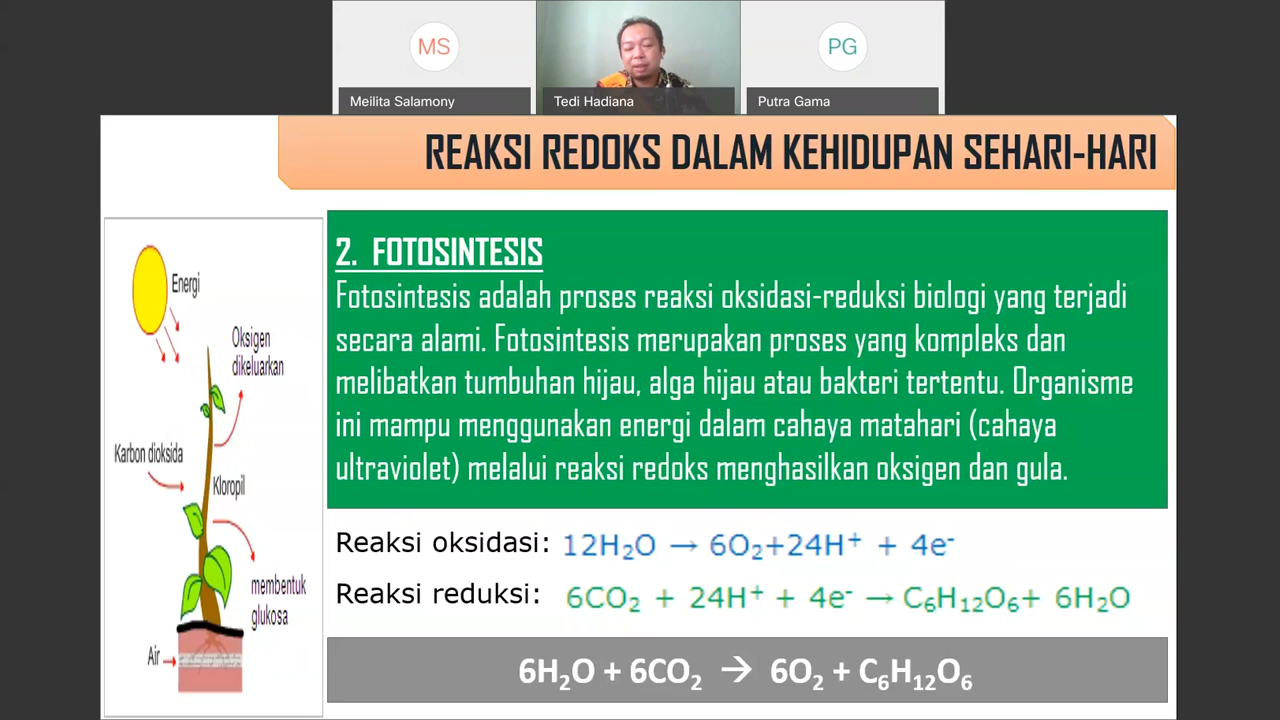 MS
PG
Meilita Salamony
Tedi Hadiana
Putra Gama
REAKSI REDOKS DALAM KEHIDUPAN SEHARI-HARI
Energi
Oksigen
dikeluarkan
Karbon dioksida
Kloropil
membentuk
glukosa
Air
2. FOTOSINTESIS
Fotosintesis adalah proses reaksi oksidasi-reduksi biologi yang terjadi
secara alami. Fotosintesis merupakan proses yang kompleks dan
melibatkan tumbuhan hijau, alga hijau atau bakteri tertentu. Organisme
ini mampu menggunakan energi dalam cahaya matahari (cahaya
ultraviolet) melalui reaksi redoks menghasilkan oksigen dan gula.
Reaksi oksidasi: 12H₂O → 6O₂+24H⁺ + 4e⁻
Reaksi reduksi: 6CO₂ + 24H⁺ + 4e⁻ → C₆H₁₂O₆+ 6H₂O
6H₂O + 6CO₂ → 6O₂ + C₆H₁₂O₆